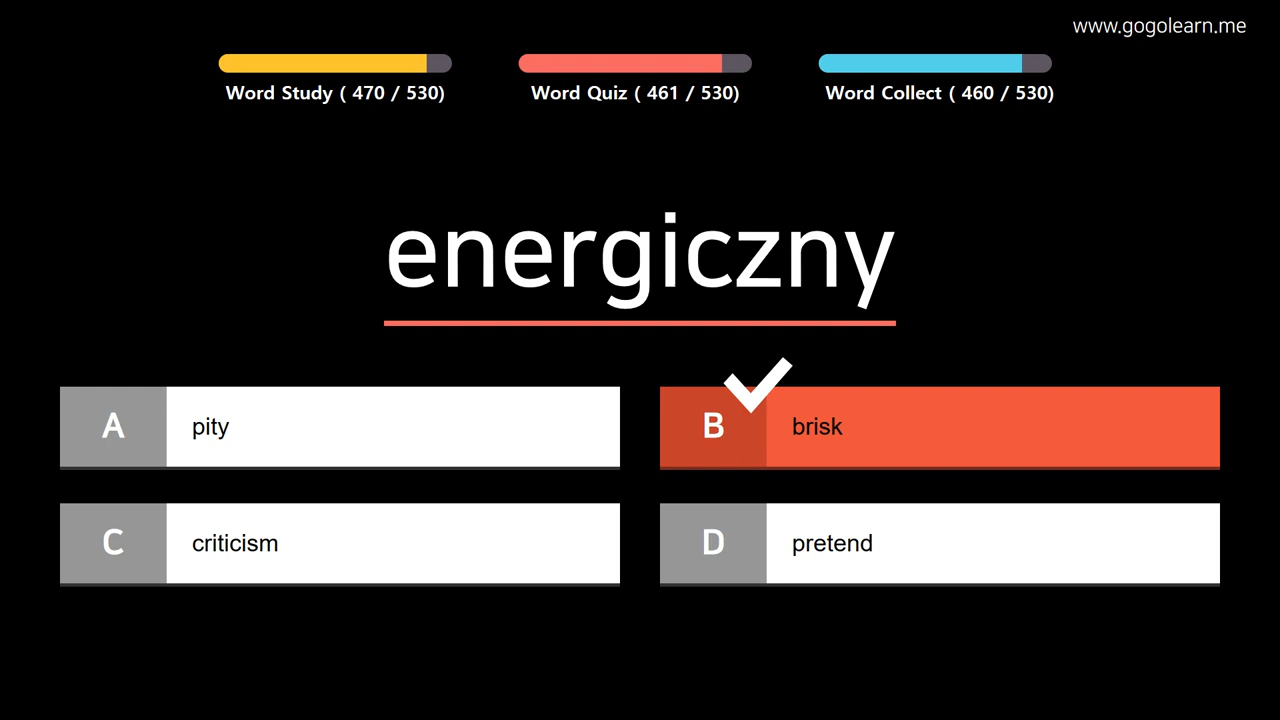 www.gogolearn.me
Word Study ( 470 / 530)
Word Quiz ( 461 / 530)
Word Collect ( 460 / 530)
energiczny
A pity
B brisk
C criticism
D pretend